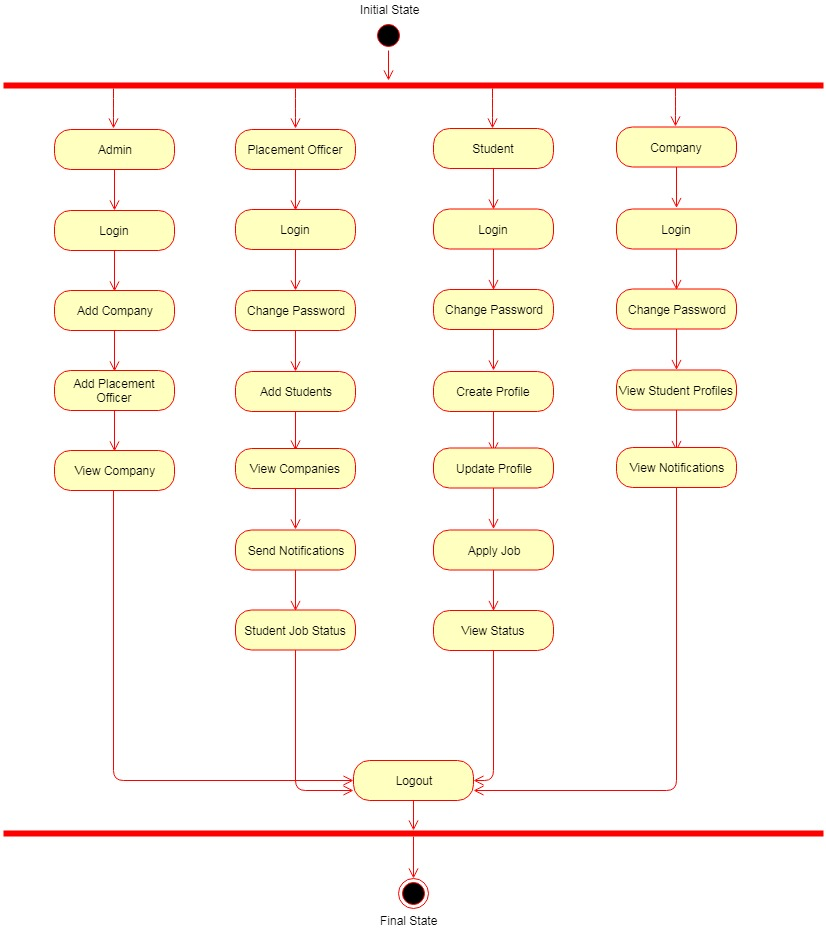 Initial State
Admin
Placement Officer
Student
Company
Login
Login
Login
Login
Add Company
Change Password
Change Password
Change Password
Add Placement
Officer
Add Students
Create Profile
View Student Profiles
View Company
View Companies
Update Profile
View Notifications
Send Notifications
Apply Job
Student Job Status
View Status
Logout
Final State